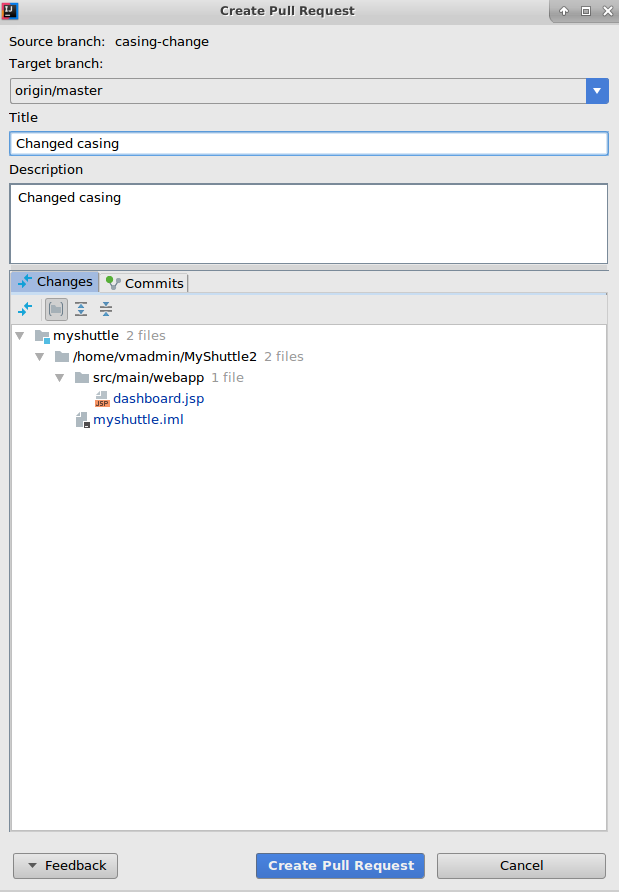 Create Pull Request
Source branch: casing-change
Target branch:
origin/master
Title
Changed casing
Description
Changed casing
Changes Commits
myshuttle 2 files
/home/vmadmin/MyShuttle2 2 files
src/main/webapp 1 file
JSP dashboard.jsp
myshuttle.iml
Feedback Create Pull Request Cancel